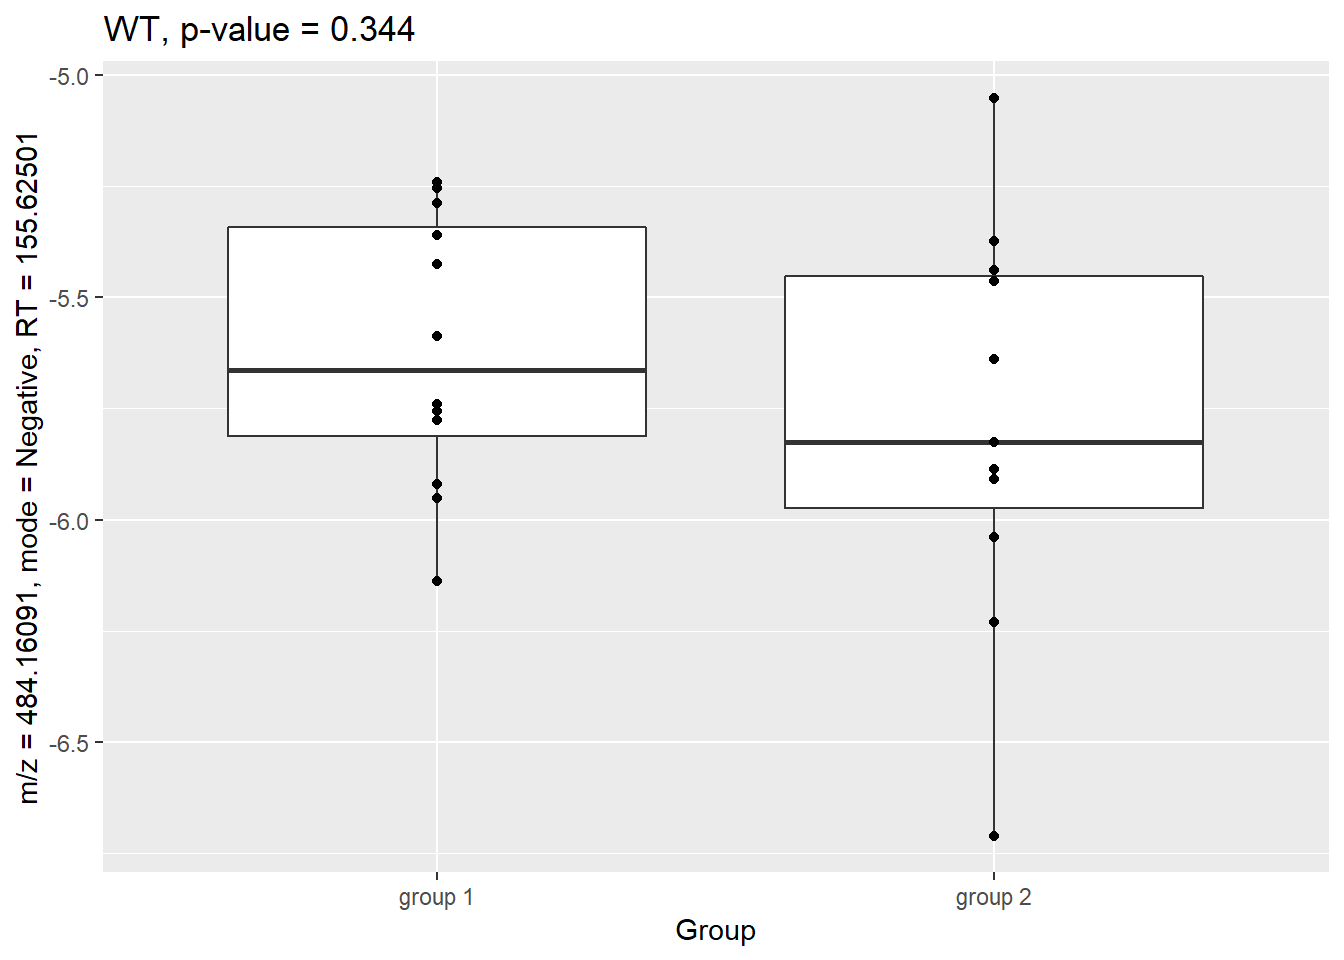 WT, p-value = 0.344
m/z = 484.16091, mode = Negative, RT = 155.62501
-5.0
-5.5
-6.0
-6.5
group 1
group 2
Group